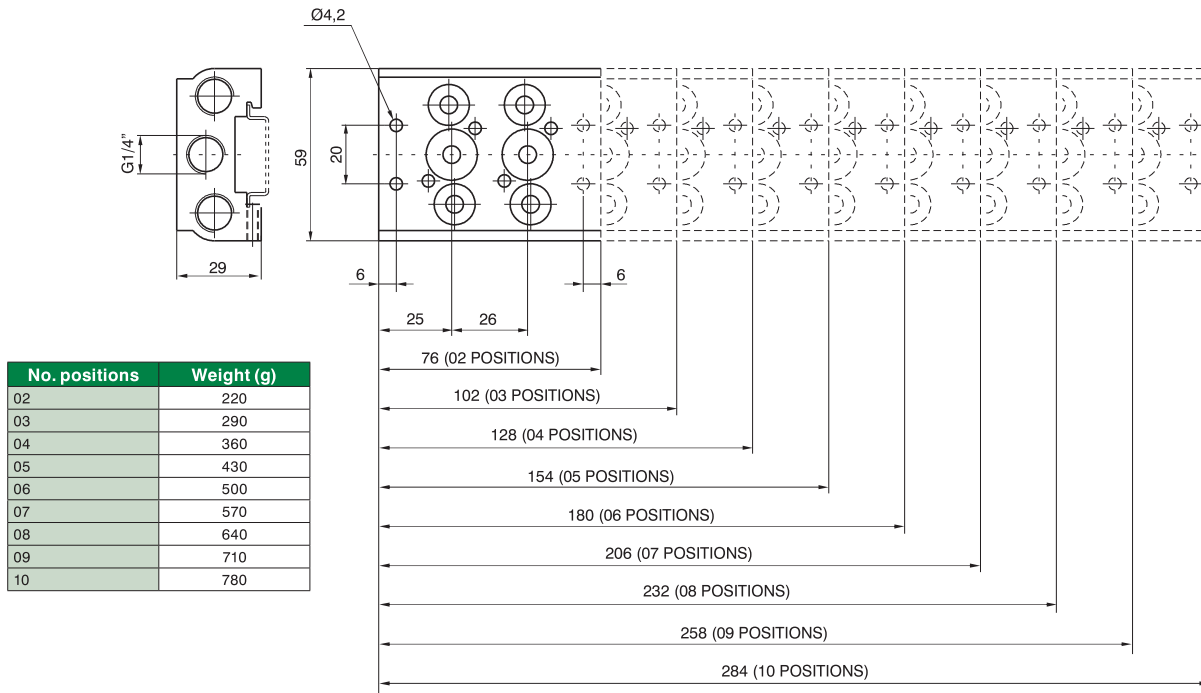 Ø4,2
G1/4”
59
20
29
6
6
25
26
76 (02 POSITIONS)
102 (03 POSITIONS)
128 (04 POSITIONS)
154 (05 POSITIONS)
180 (06 POSITIONS)
206 (07 POSITIONS)
232 (08 POSITIONS)
258 (09 POSITIONS)
284 (10 POSITIONS)
No. positions Weight (g)
02 220
03 290
04 360
05 430
06 500
07 570
08 640
09 710
10 780